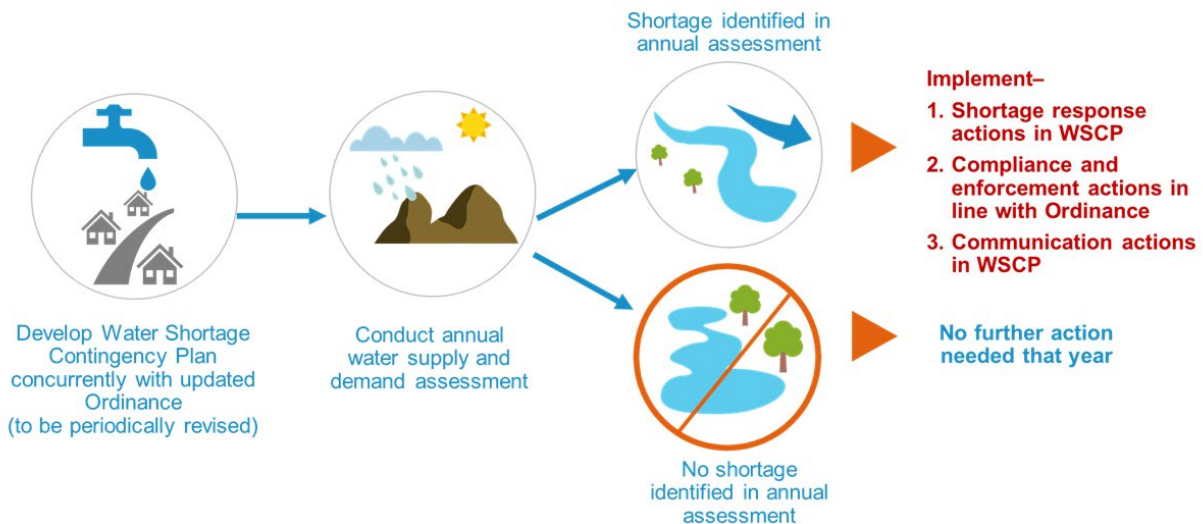 Develop Water Shortage
Contingency Plan
concurrently with updated
Ordinance
(to be periodically revised)
Conduct annual
water supply and
demand assessment
Shortage identified in
annual assessment
Implement–
1. Shortage response
actions in WSCP
2. Compliance and
enforcement actions in
line with Ordinance
3. Communication actions
in WSCP
No shortage
identified in annual
assessment
No further action
needed that year